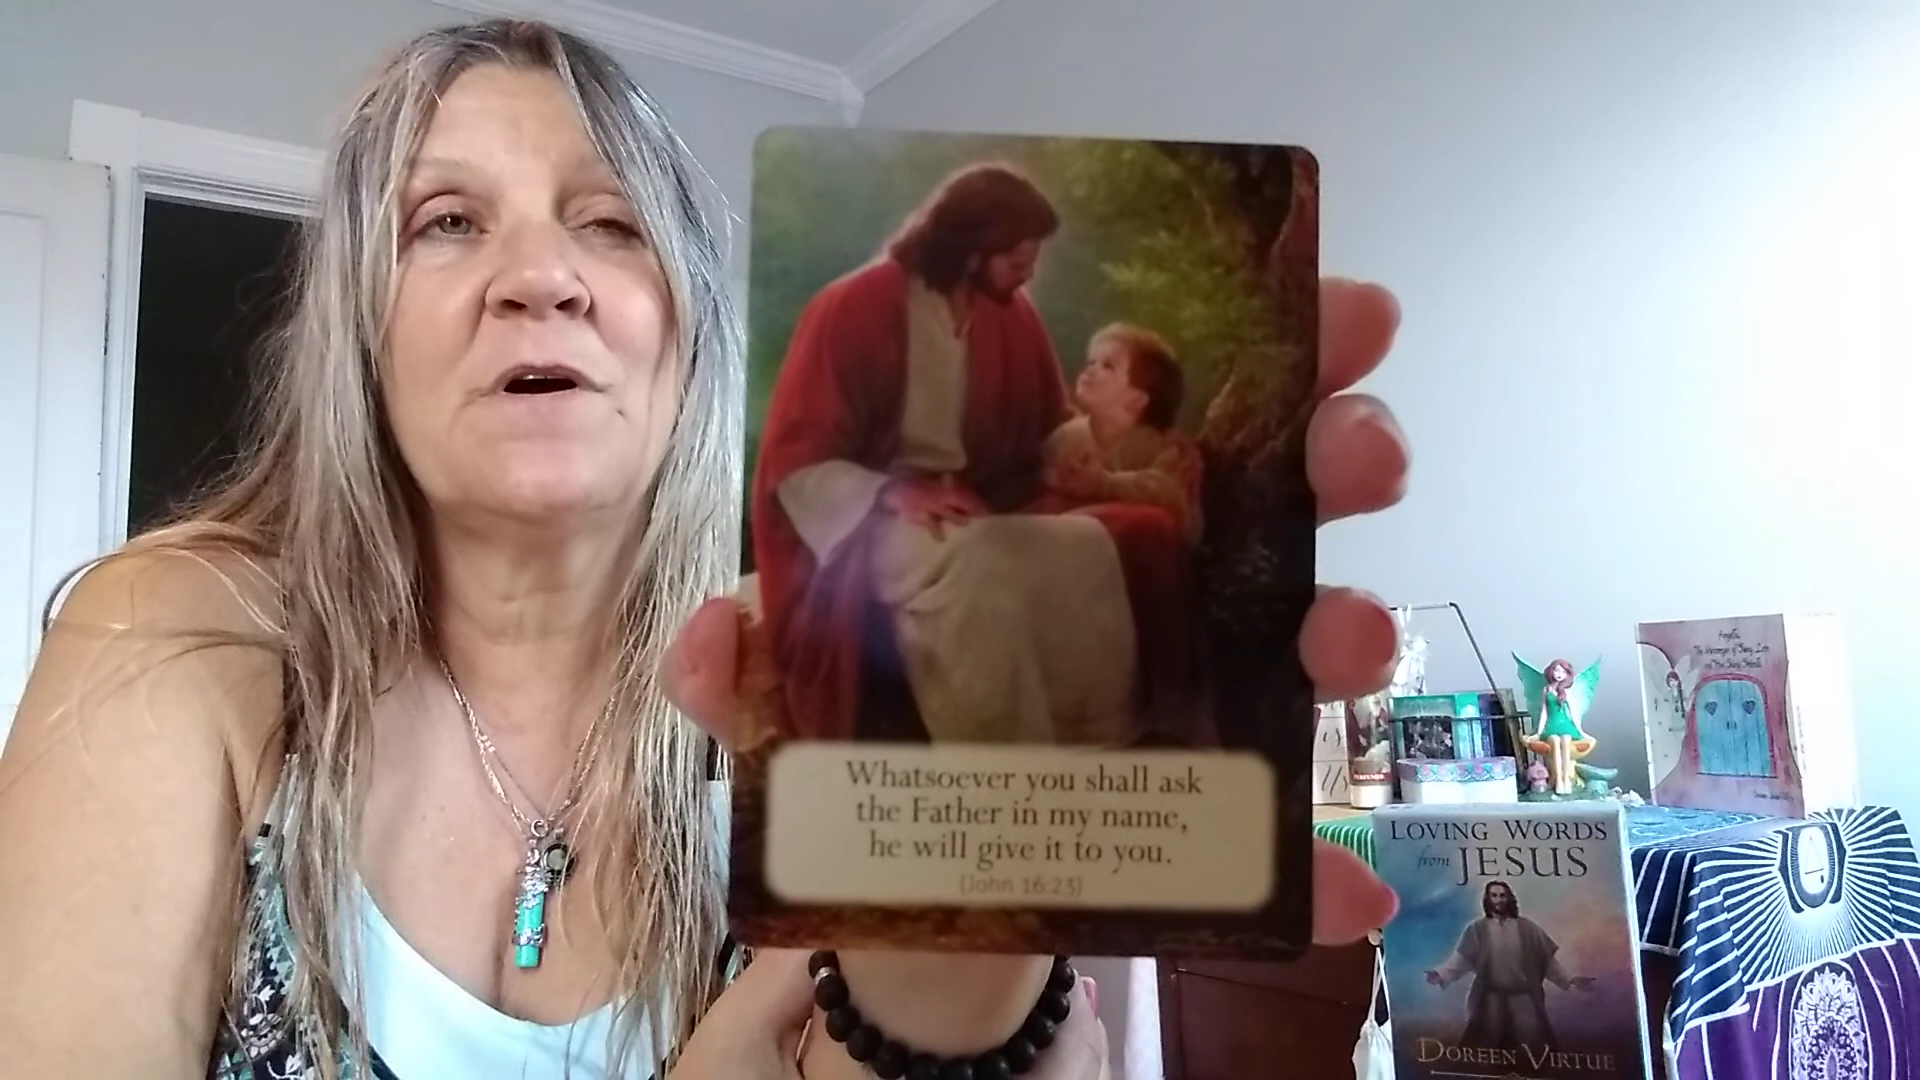 Whatsoever you shall ask
the Father in my name,
he will give it to you.
(John 16:23)
LOVING WORDS
from JESUS
DOREEN VIRTUE
PERFUMED